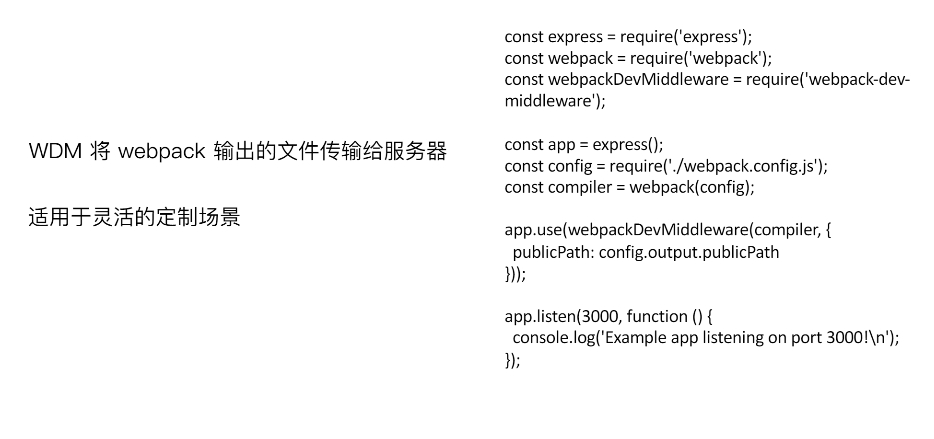 WDM 将 webpack 输出的文件传输给服务器
适用于灵活的定制场景
const express = require('express');
const webpack = require('webpack');
const webpackDevMiddleware = require('webpack-dev-
middleware');
const app = express();
const config = require('./webpack.config.js');
const compiler = webpack(config);
app.use(webpackDevMiddleware(compiler, {
  publicPath: config.output.publicPath
}));
app.listen(3000, function () {
  console.log('Example app listening on port 3000!\n');
});